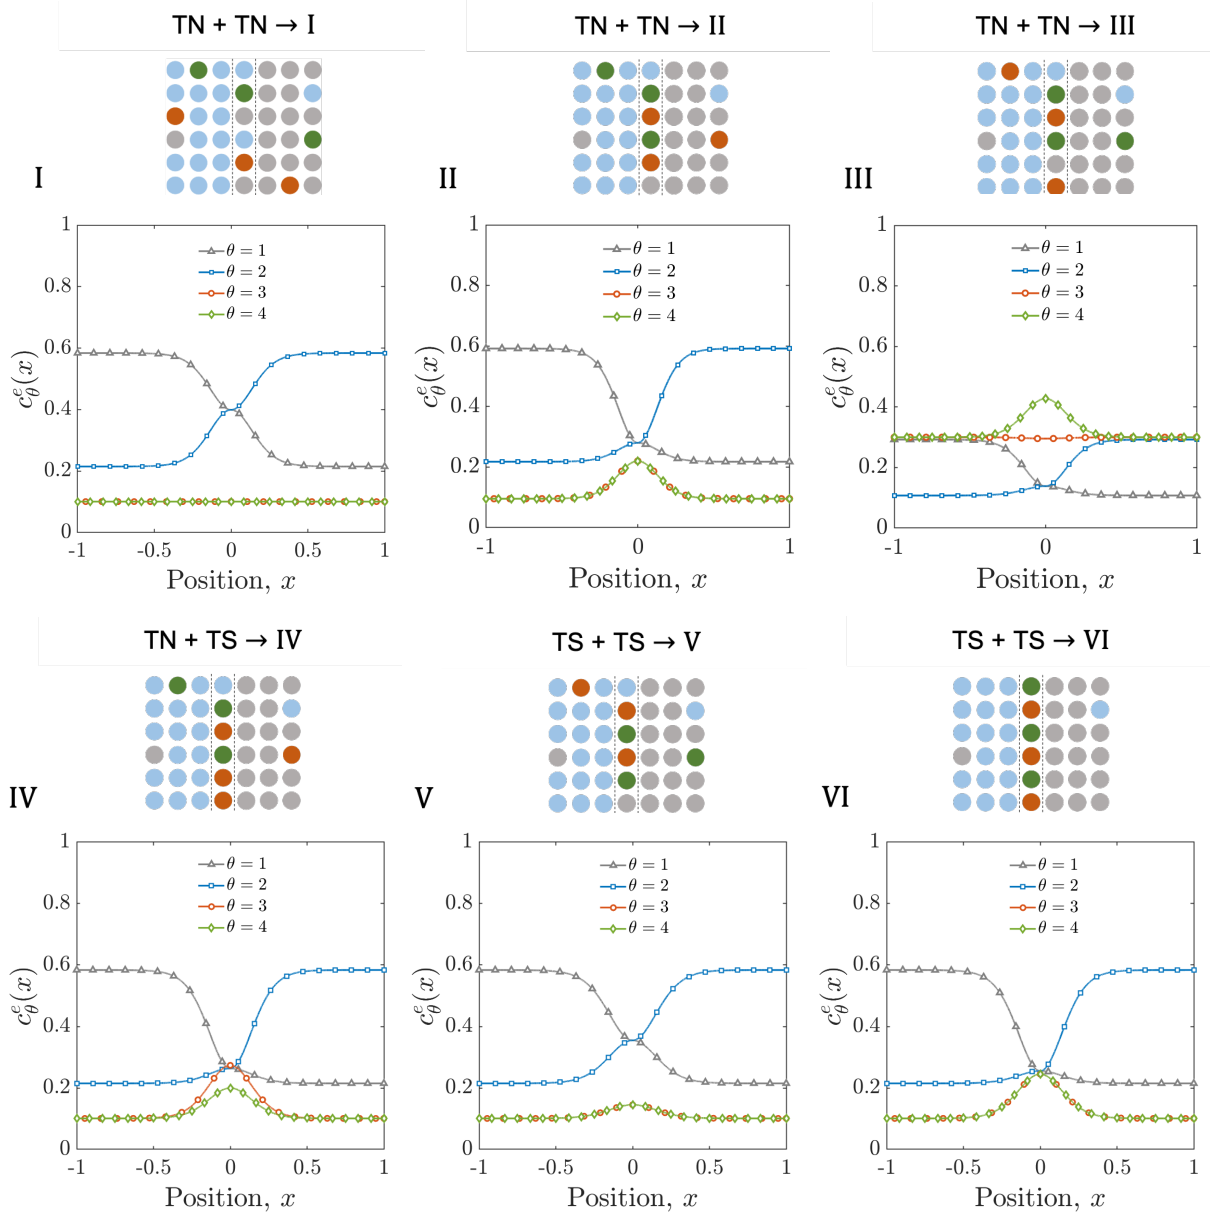 TN + TN → I
TN + TN → II
TN + TN → III
I
II
III
1
0.8
0.6
0.4
0.2
0
θ = 1
θ = 2
θ = 3
θ = 4
-1
-0.5
0
0.5
1
Position, x
c_θ^e(x)
1
0.8
0.6
0.4
0.2
0
θ = 1
θ = 2
θ = 3
θ = 4
-1
0
1
Position, x
c_θ^e(x)
1
0.8
0.6
0.4
0.2
0
θ = 1
θ = 2
θ = 3
θ = 4
-1
0
1
Position, x
c_θ^e(x)
TN + TS → IV
TS + TS → V
TS + TS → VI
IV
V
VI
1
0.8
0.6
0.4
0.2
0
θ = 1
θ = 2
θ = 3
θ = 4
-1
-0.5
0
0.5
1
Position, x
c_θ^e(x)
1
0.8
0.6
0.4
0.2
0
θ = 1
θ = 2
θ = 3
θ = 4
-1
-0.5
0
0.5
1
Position, x
c_θ^e(x)
1
0.8
0.6
0.4
0.2
0
θ = 1
θ = 2
θ = 3
θ = 4
-1
-0.5
0
0.5
1
Position, x
c_θ^e(x)